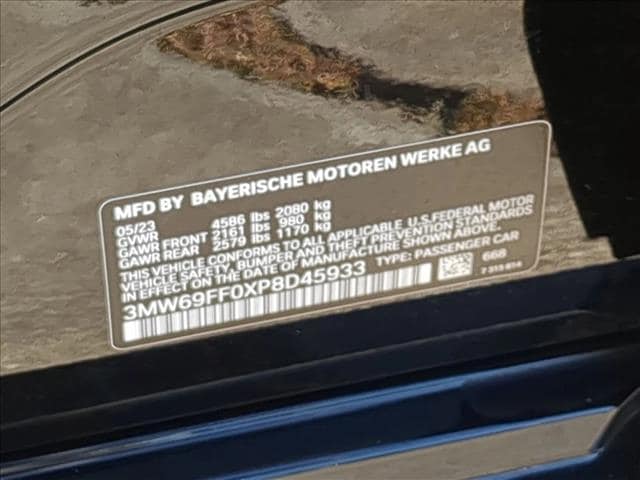 MFD BY BAYERISCHE MOTOREN WERKE AG
05/23
GVWR 4586 lbs 2080 kg
GAWR FRONT 2161 lbs 980 kg
GAWR REAR 2579 lbs 1170 kg
THIS VEHICLE CONFORMS TO ALL APPLICABLE U.S. FEDERAL MOTOR
VEHICLE SAFETY, BUMPER AND THEFT PREVENTION STANDARDS
IN EFFECT ON THE DATE OF MANUFACTURE SHOWN ABOVE.
3MW69FF0XP8D45933 TYPE: PASSENGER CAR
668